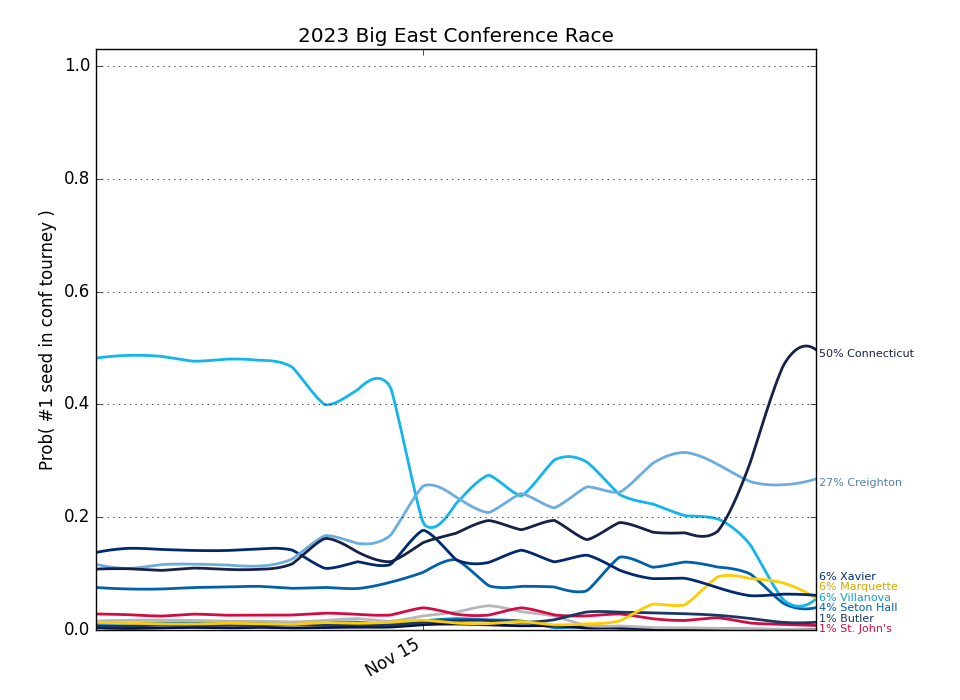 2023 Big East Conference Race
Prob( #1 seed in conf tourney )
1.0
0.8
0.6
0.4
0.2
0.0
Nov 15
50% Connecticut
27% Creighton
6% Xavier
6% Marquette
6% Villanova
4% Seton Hall
1% Butler
1% St. John's